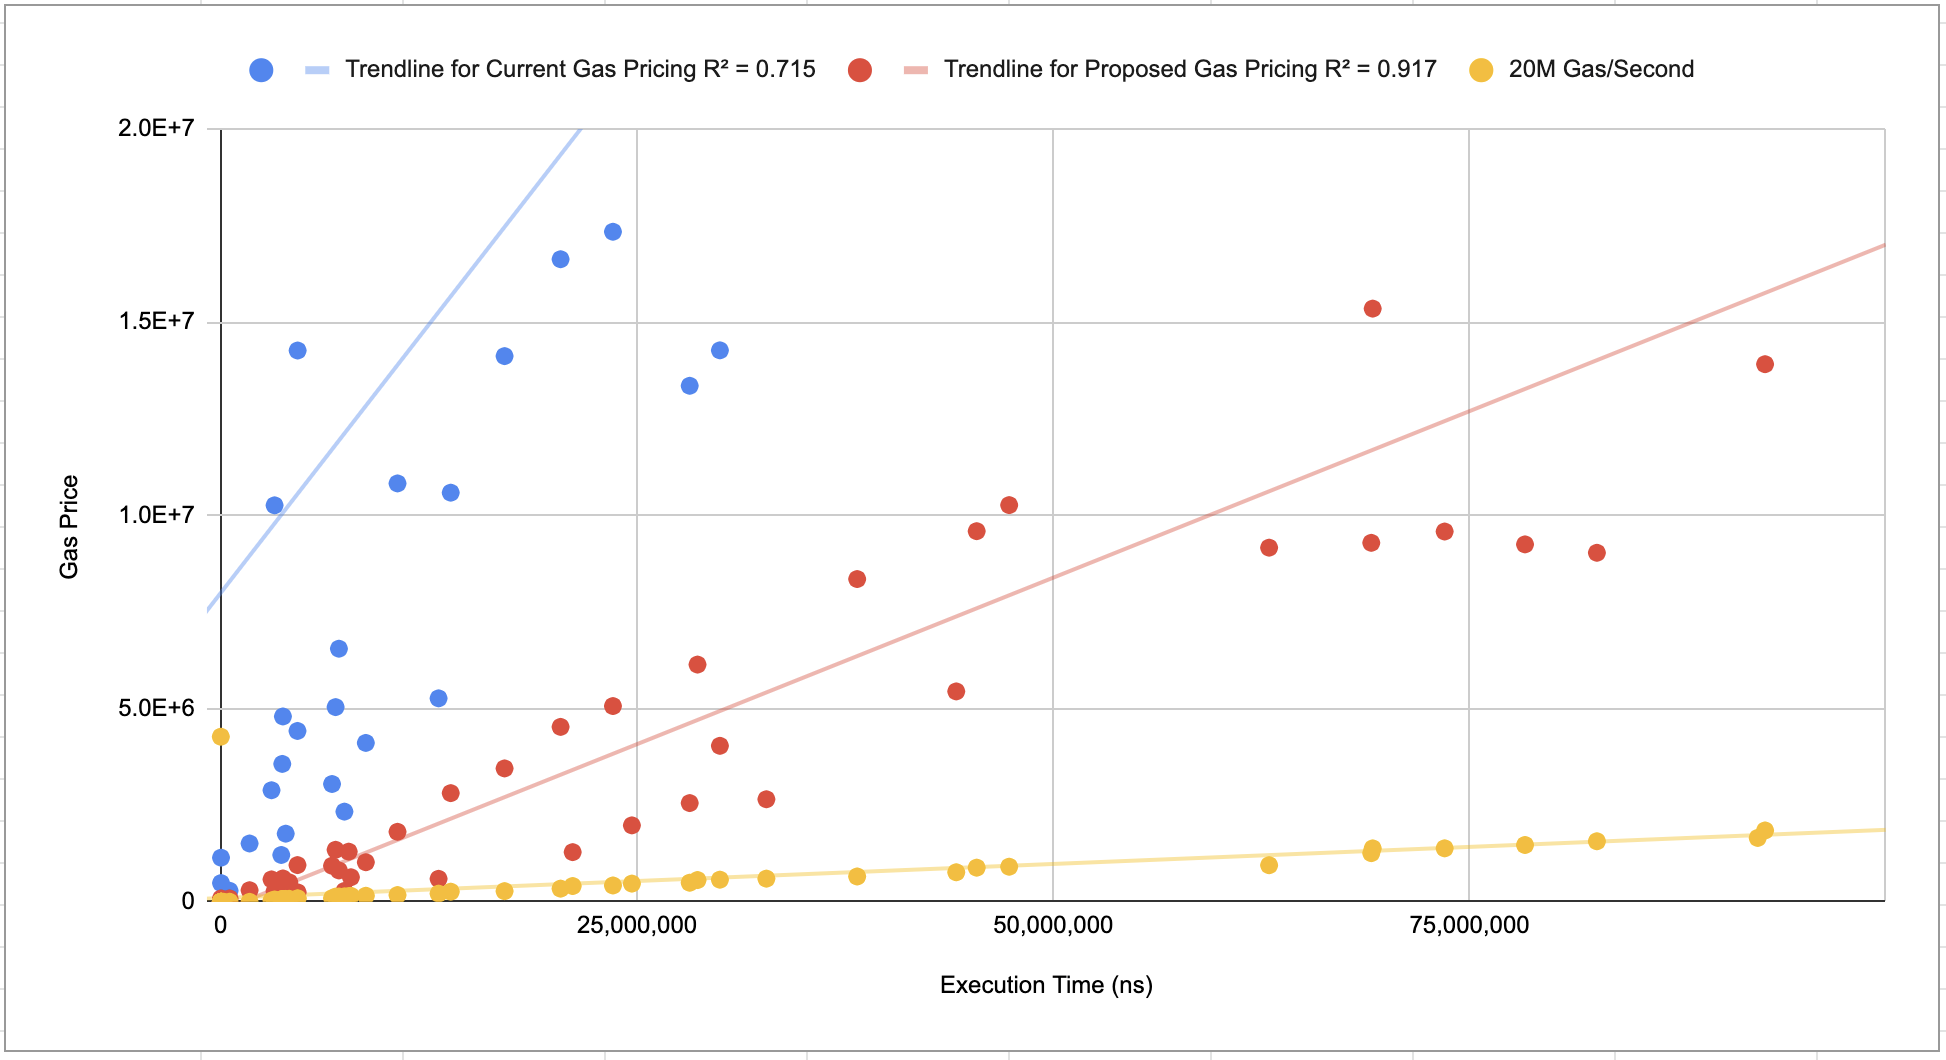 Trendline for Current Gas Pricing R² = 0.715 Trendline for Proposed Gas Pricing R² = 0.917 20M Gas/Second
2.0E+7
1.5E+7
1.0E+7
5.0E+6
0
Gas Price
0 25,000,000 50,000,000 75,000,000
Execution Time (ns)